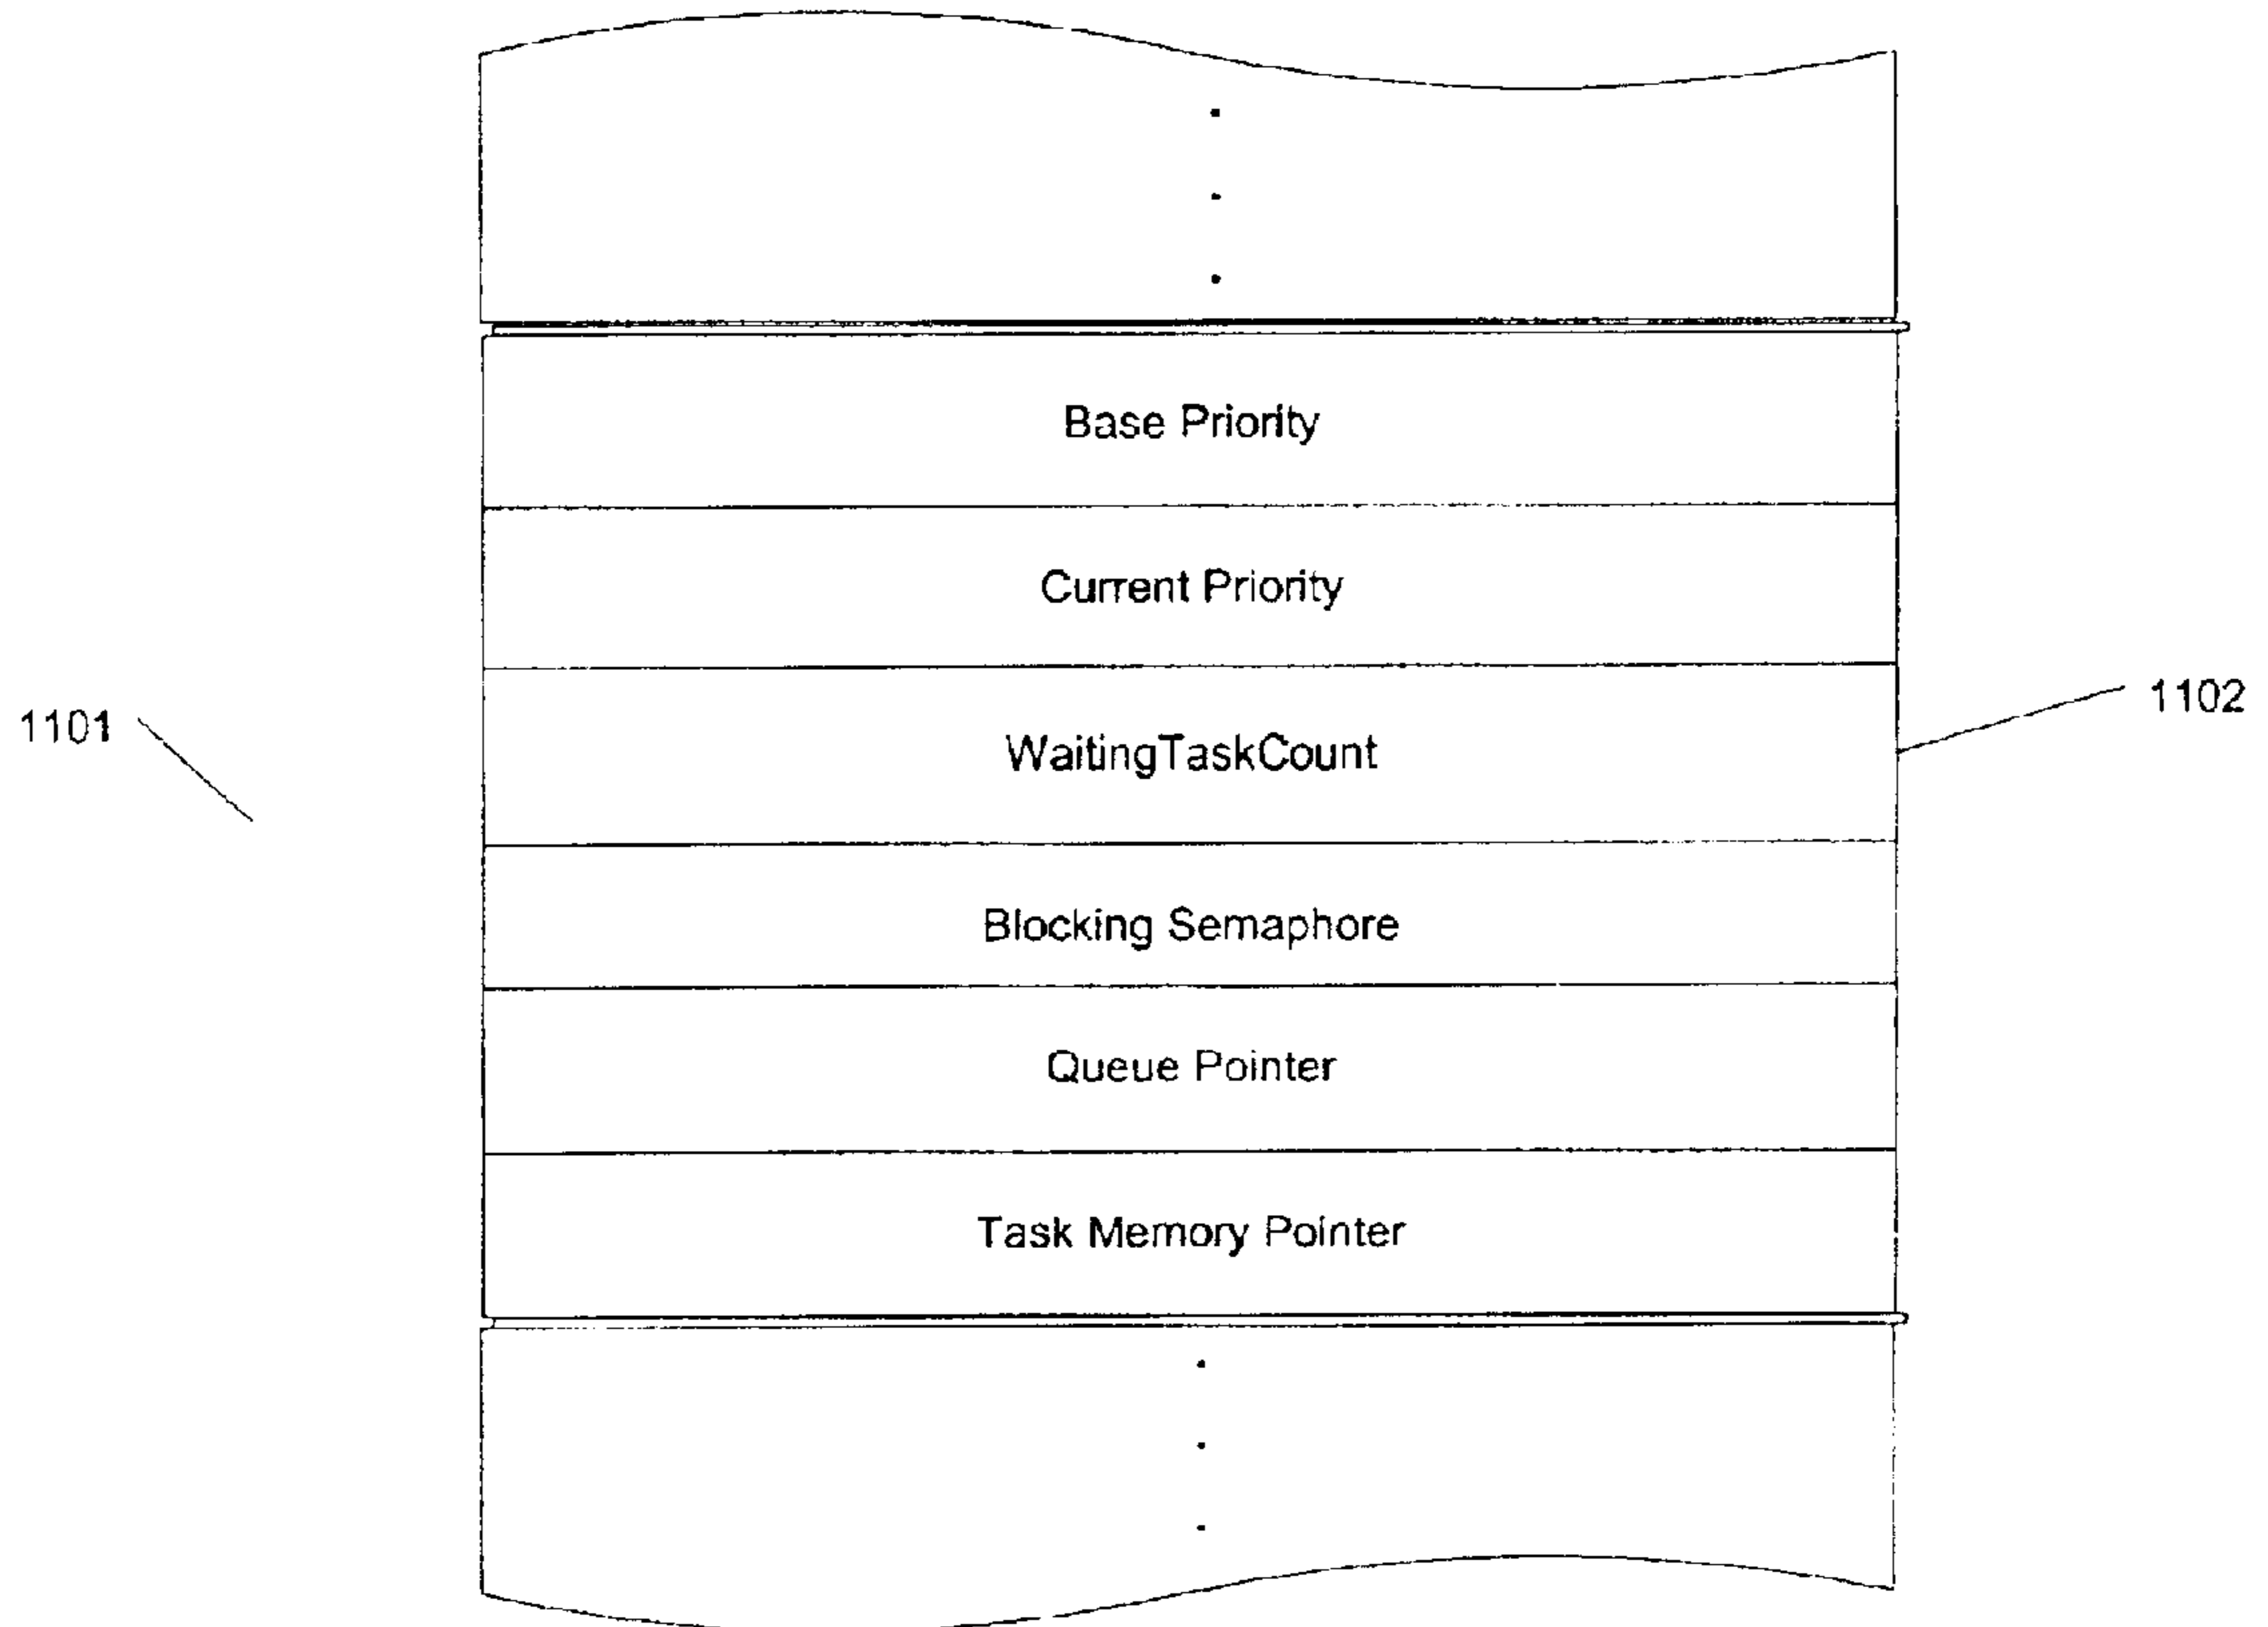 Base Priority
Current Priority
1101
1102
WaitingTaskCount
Blocking Semaphore
Queue Pointer
Task Memory Pointer